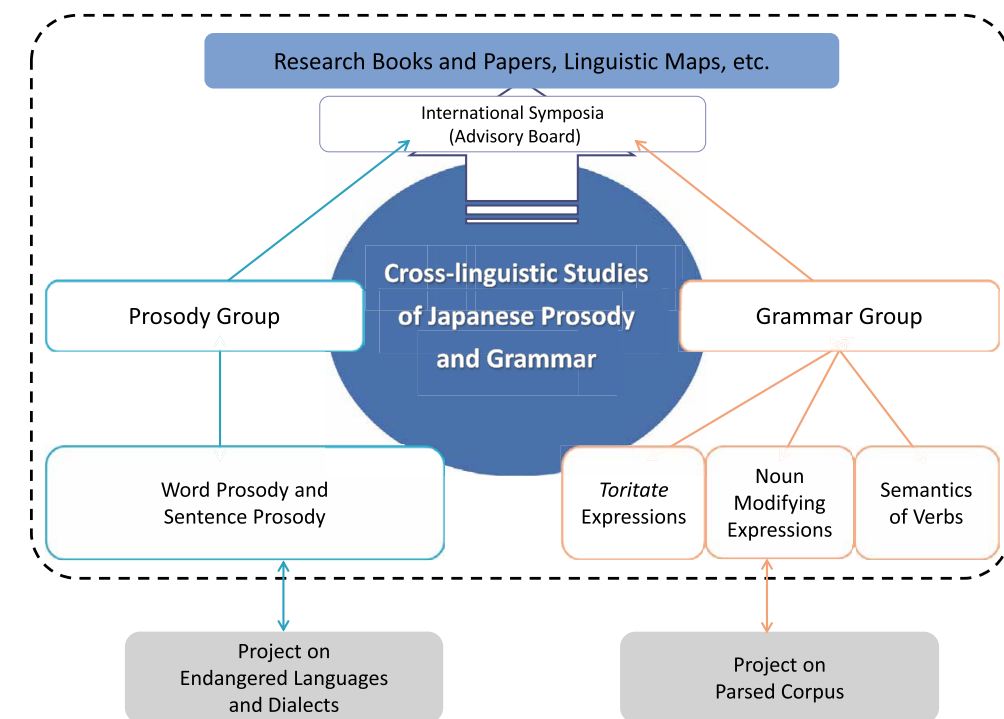 Research Books and Papers, Linguistic Maps, etc.
International Symposia
(Advisory Board)
Cross-linguistic Studies
of Japanese Prosody
and Grammar
Prosody Group
Grammar Group
Word Prosody and
Sentence Prosody
Toritate
Expressions
Noun
Modifying
Expressions
Semantics
of Verbs
Project on
Endangered Languages
and Dialects
Project on
Parsed Corpus